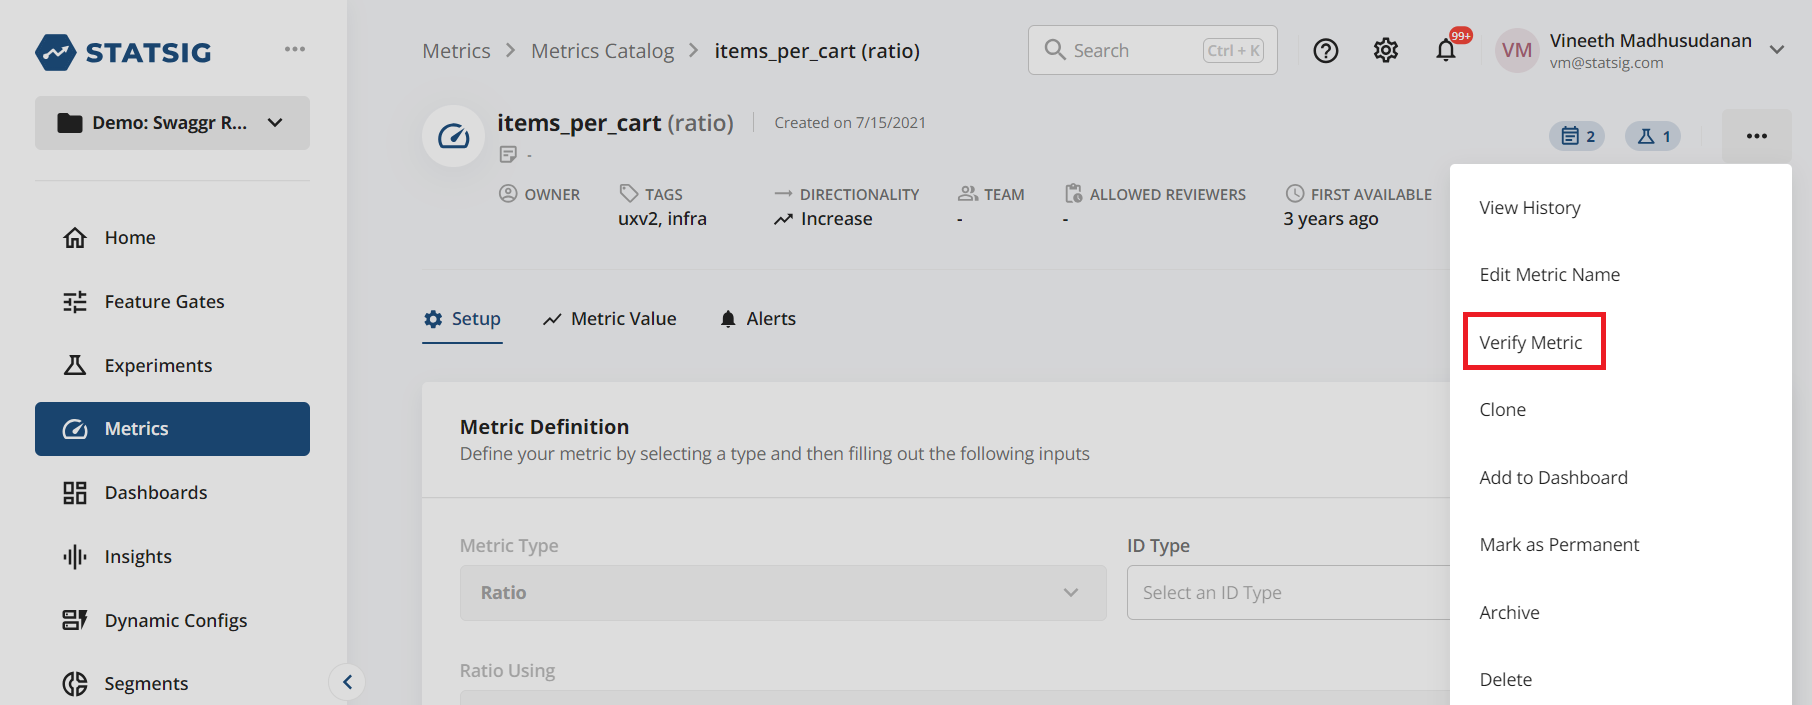 STATSIG
Demo: Swaggr R...
Home
Feature Gates
Experiments
Metrics
Dashboards
Insights
Dynamic Configs
Segments
Metrics > Metrics Catalog > items_per_cart (ratio)
Search Ctrl + K
99+
VM
Vineeth Madhusudanan
vm@statsig.com
items_per_cart (ratio)
Created on 7/15/2021
-
2
1
OWNER
TAGS
uxv2, infra
DIRECTIONALITY
Increase
TEAM
-
ALLOWED REVIEWERS
-
FIRST AVAILABLE
3 years ago
Setup
Metric Value
Alerts
Metric Definition
Define your metric by selecting a type and then filling out the following inputs
Metric Type
Ratio
ID Type
Select an ID Type
Ratio Using
View History
Edit Metric Name
Verify Metric
Clone
Add to Dashboard
Mark as Permanent
Archive
Delete